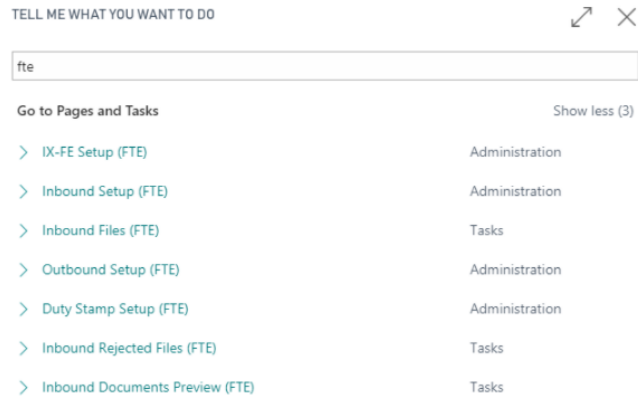 TELL ME WHAT YOU WANT TO DO
fte
Go to Pages and Tasks Show less (3)
IX-FE Setup (FTE) Administration
Inbound Setup (FTE) Administration
Inbound Files (FTE) Tasks
Outbound Setup (FTE) Administration
Duty Stamp Setup (FTE) Administration
Inbound Rejected Files (FTE) Tasks
Inbound Documents Preview (FTE) Tasks